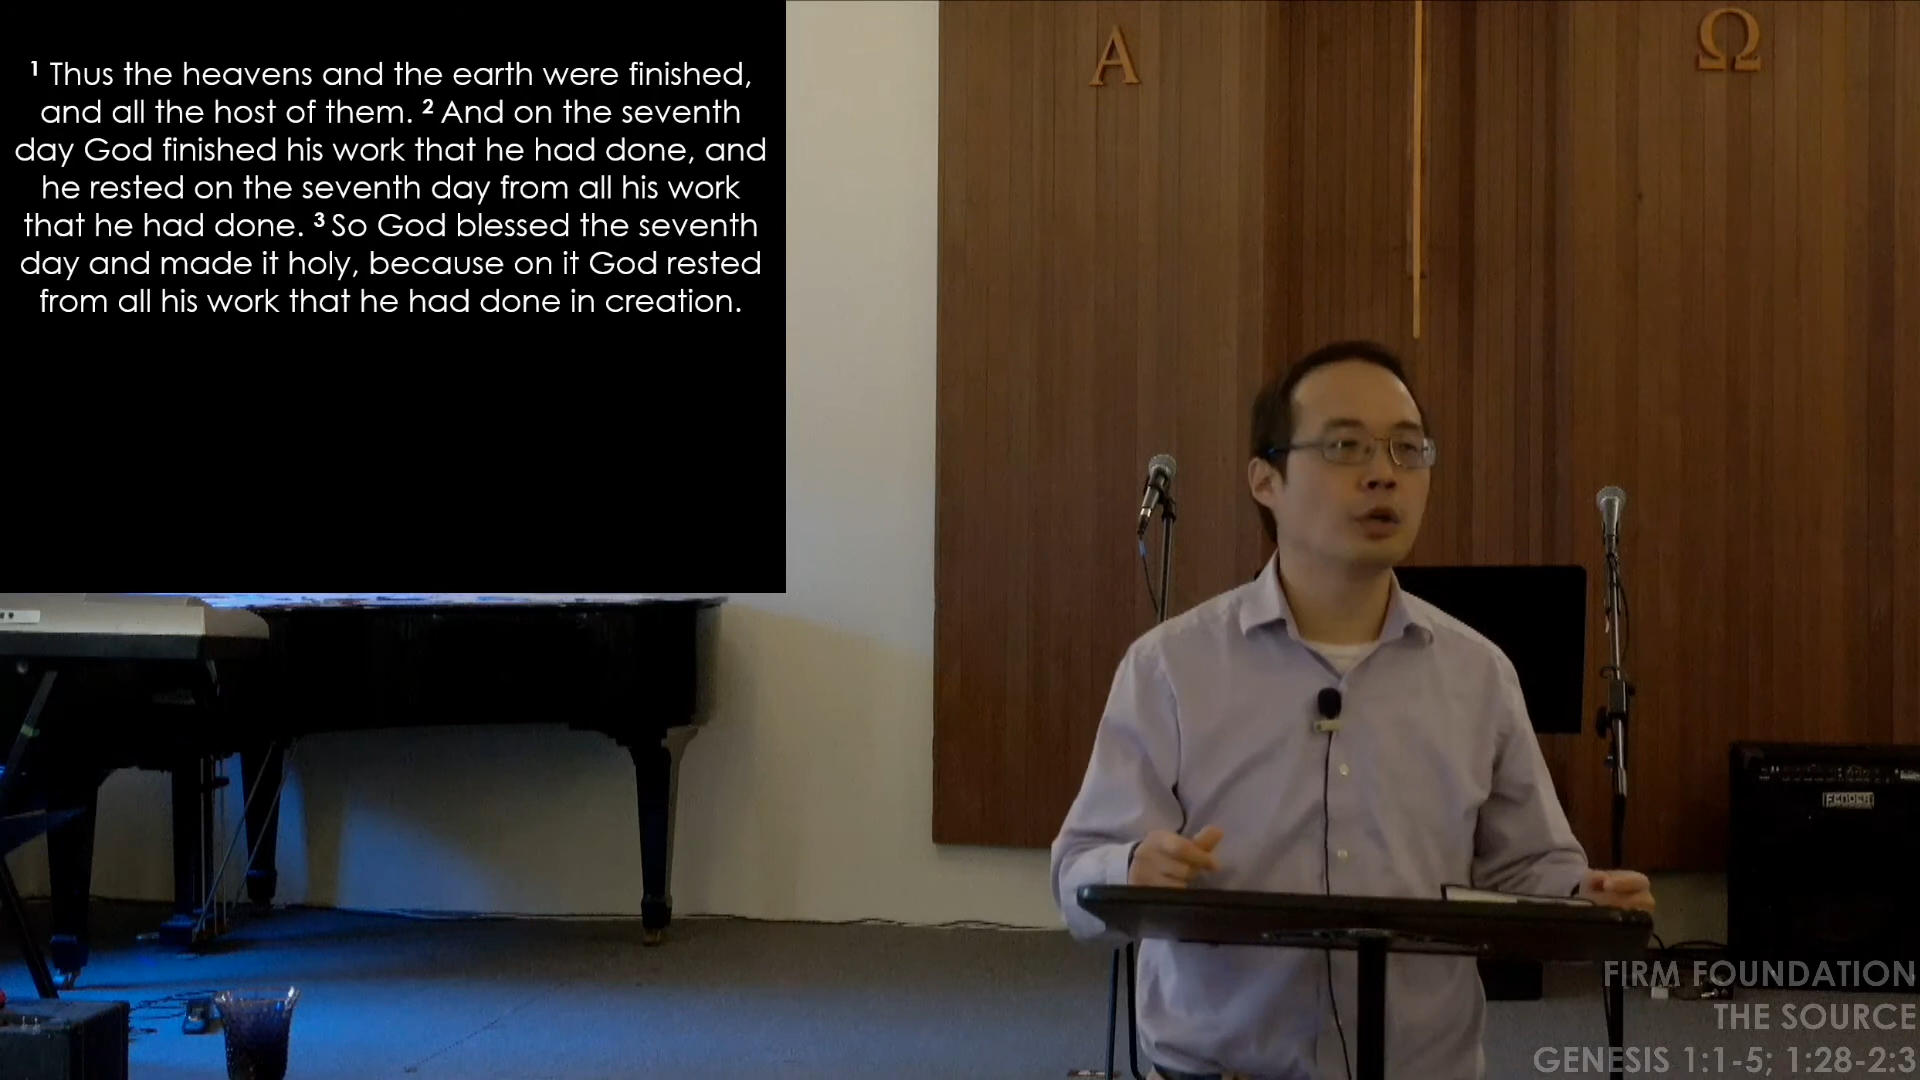 ¹ Thus the heavens and the earth were finished,
and all the host of them. ² And on the seventh
day God finished his work that he had done, and
he rested on the seventh day from all his work
that he had done. ³ So God blessed the seventh
day and made it holy, because on it God rested
from all his work that he had done in creation.
Α
Ω
FENDER
FIRM FOUNDATION
THE SOURCE
GENESIS 1:1-5; 1:28-2:3